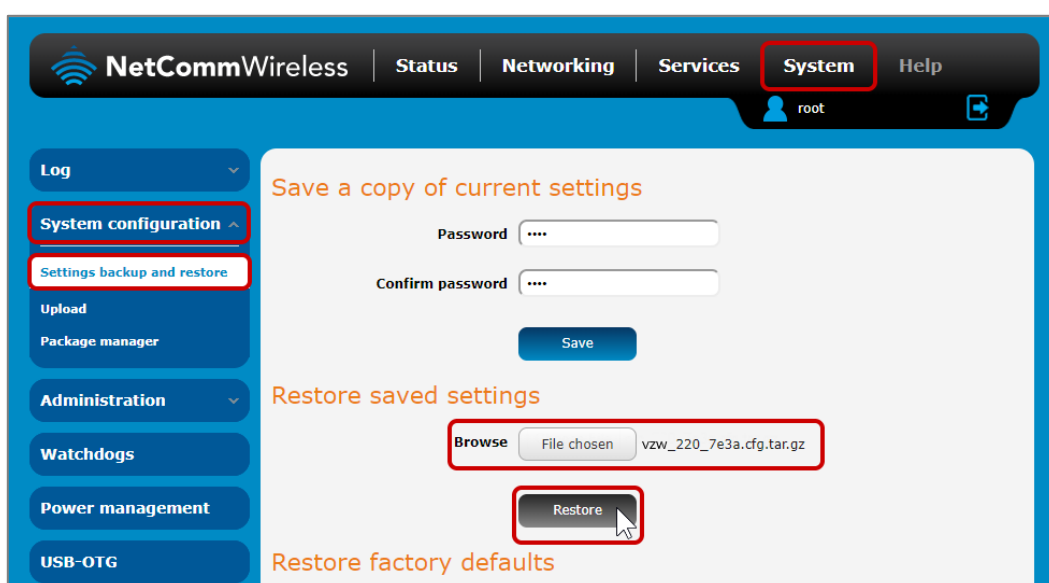 NetCommWireless Status Networking Services System Help
root
Log
System configuration
Settings backup and restore
Upload
Package manager
Administration
Watchdogs
Power management
USB-OTG
Save a copy of current settings
Password ····
Confirm password ····
Save
Restore saved settings
Browse File chosen vzw_220_7e3a.cfg.tar.gz
Restore
Restore factory defaults